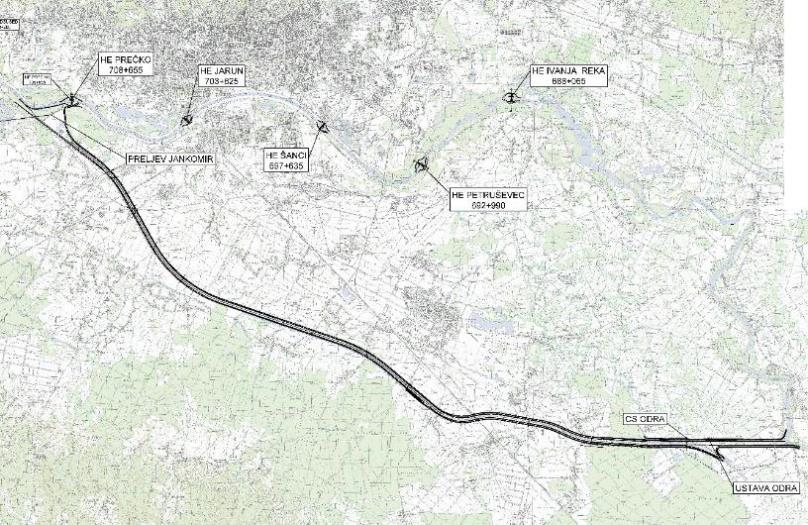 HE PREČKO
708+655
HE JARUN
703+625
HE IVANJA REKA
688+065
HE ŠANCI
697+635
PRELJEV JANKOMIR
HE PETRUŠEVEC
692+990
CS ODRA
USTAVA ODRA